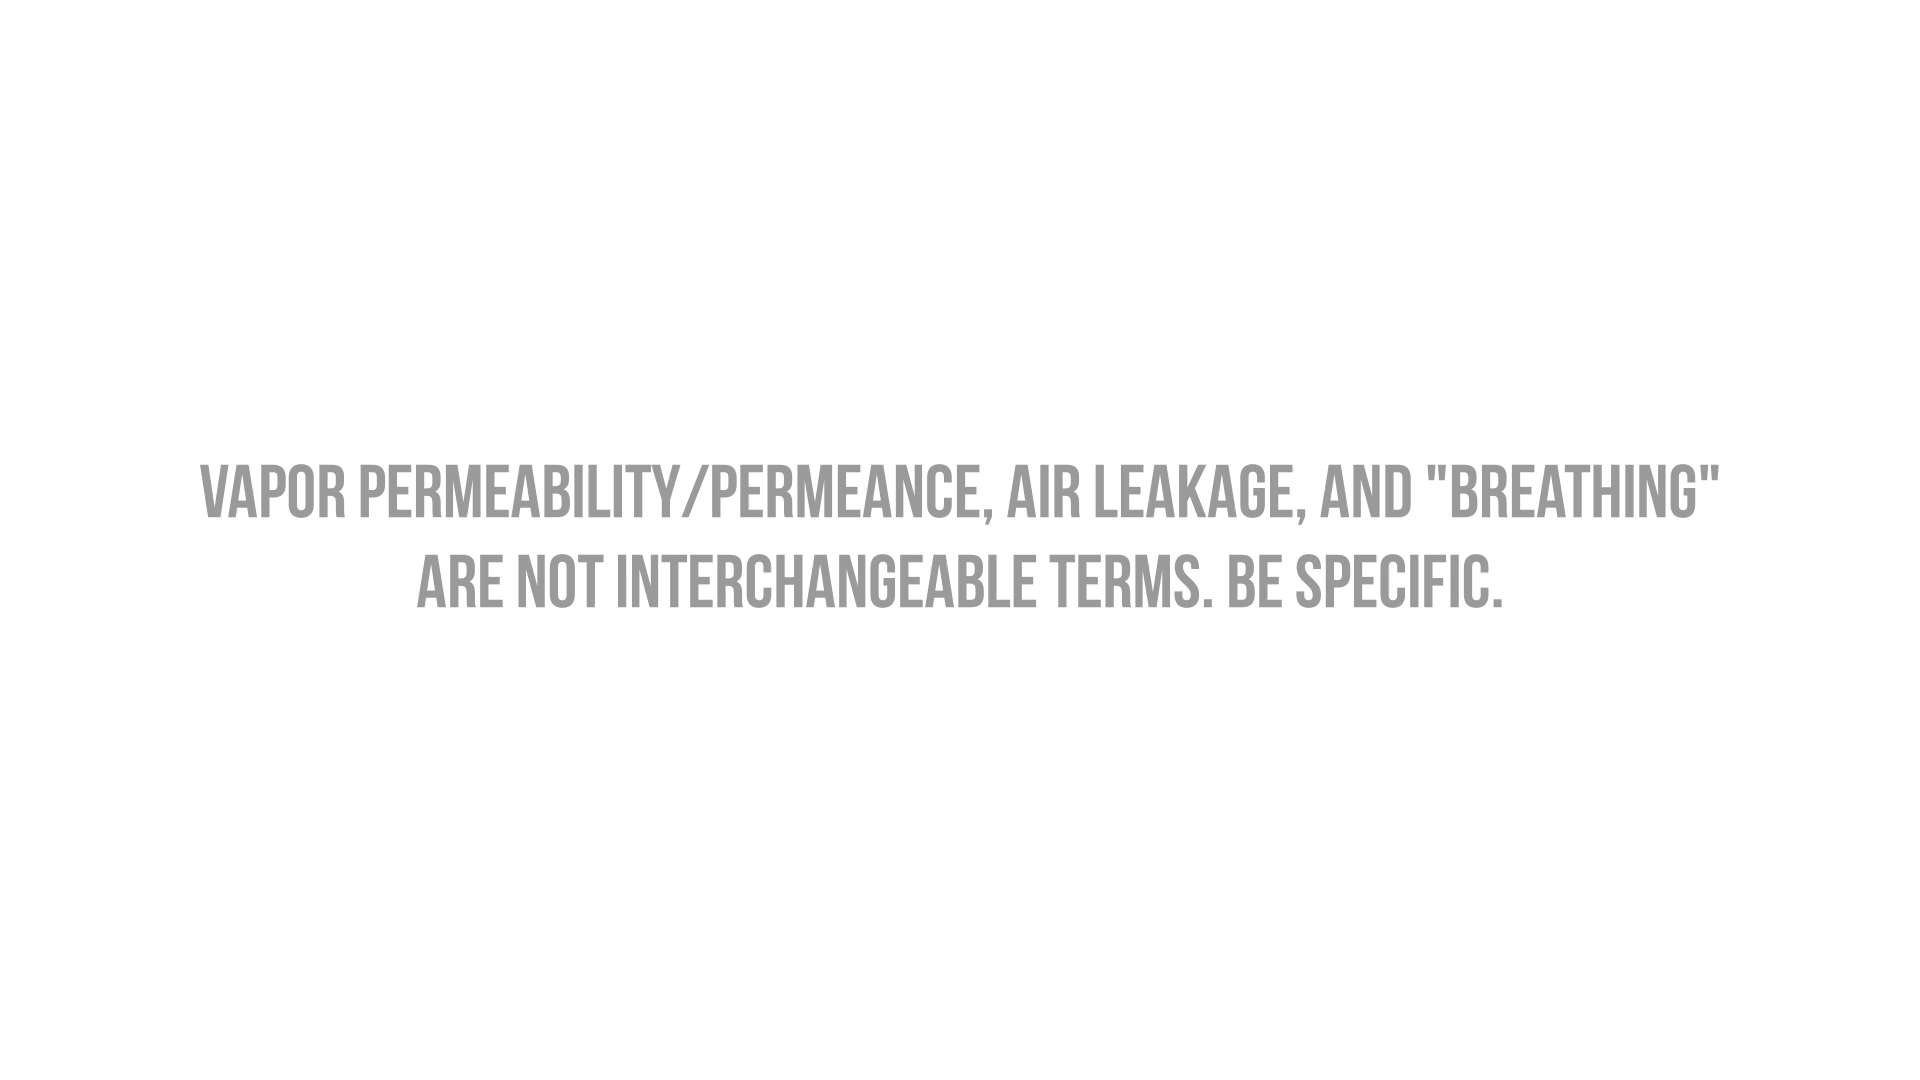 VAPOR PERMEABILITY/PERMEANCE, AIR LEAKAGE, AND "BREATHING"
ARE NOT INTERCHANGEABLE TERMS. BE SPECIFIC.